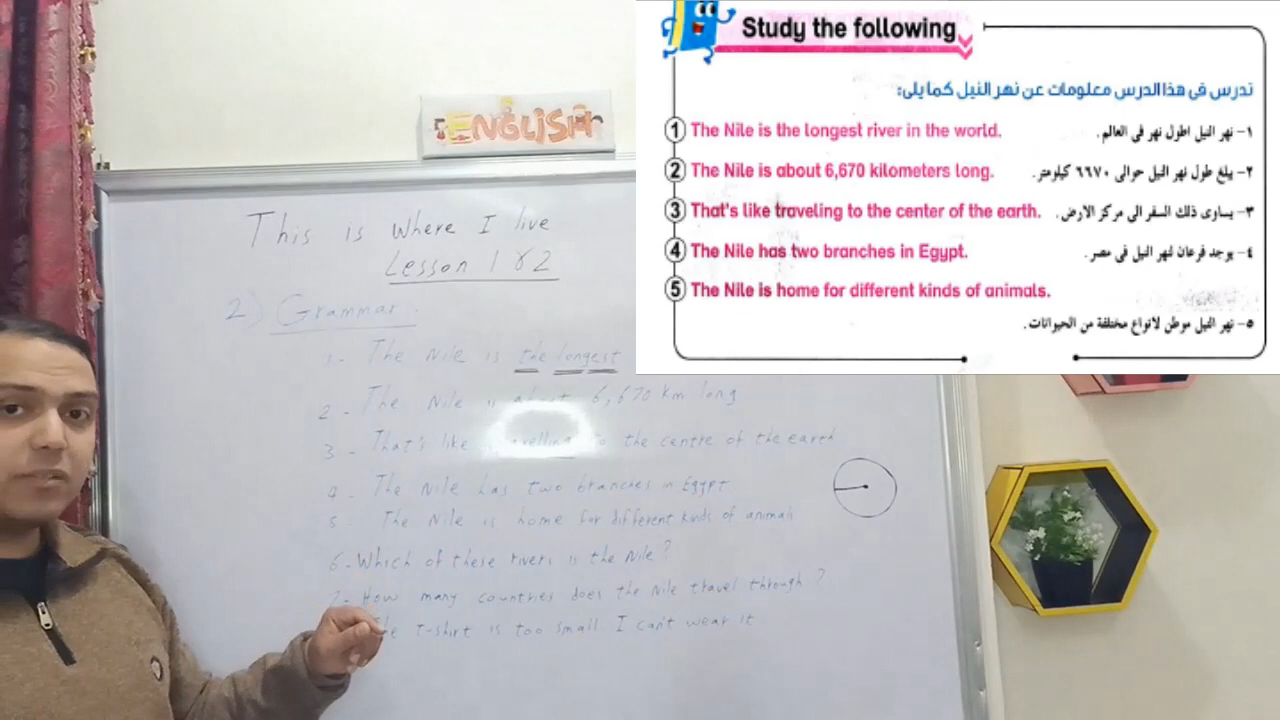 Study the following
تدرس فى هذا الدرس معلومات عن نهر النيل كما يلى:
1 The Nile is the longest river in the world.
١- نهر النيل اطول نهر فى العالم.
2 The Nile is about 6,670 kilometers long.
٢- يبلغ طول نهر النيل حوالى ٦٦٧٠ كيلومتر.
3 That's like traveling to the center of the earth.
٣- يساوى ذلك السفر الى مركز الارض.
4 The Nile has two branches in Egypt.
٤- يوجد فرعان لنهر النيل فى مصر.
5 The Nile is home for different kinds of animals.
٥- نهر النيل موطن لانواع مختلفة من الحيوانات.
ENGLISH
This is where I live
Lesson 1 & 2
2) Grammar
1- The Nile is the longest
2- The Nile is about 6,670 km long
3- That's like travelling to the centre of the earth
4- The Nile has two branches in Egypt
5- The Nile is home for different kinds of animals
6- Which of these rivers is the Nile?
7- How many countries does the Nile travel through?
The t-shirt is too small I can't wear it